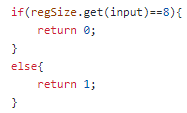 if(regSize.get(input)==8){
    return 0;
}
else{
    return 1;
}